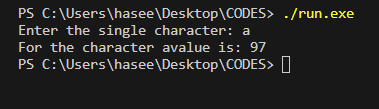 PS C:\Users\hasee\Desktop\CODES> ./run.exe
Enter the single character: a
For the character avalue is: 97
PS C:\Users\hasee\Desktop\CODES>